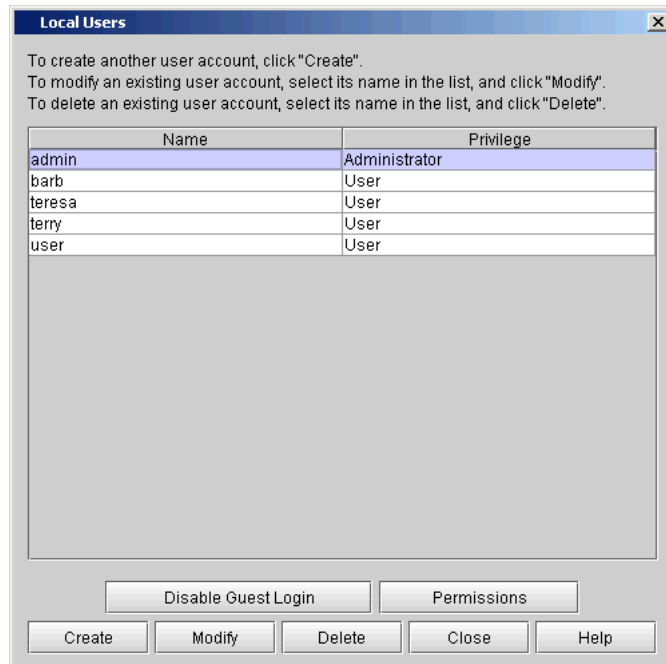 Local Users
To create another user account, click "Create".
To modify an existing user account, select its name in the list, and click "Modify".
To delete an existing user account, select its name in the list, and click "Delete".
Name Privilege
admin Administrator
barb User
teresa User
terry User
user User
Disable Guest Login Permissions
Create Modify Delete Close Help